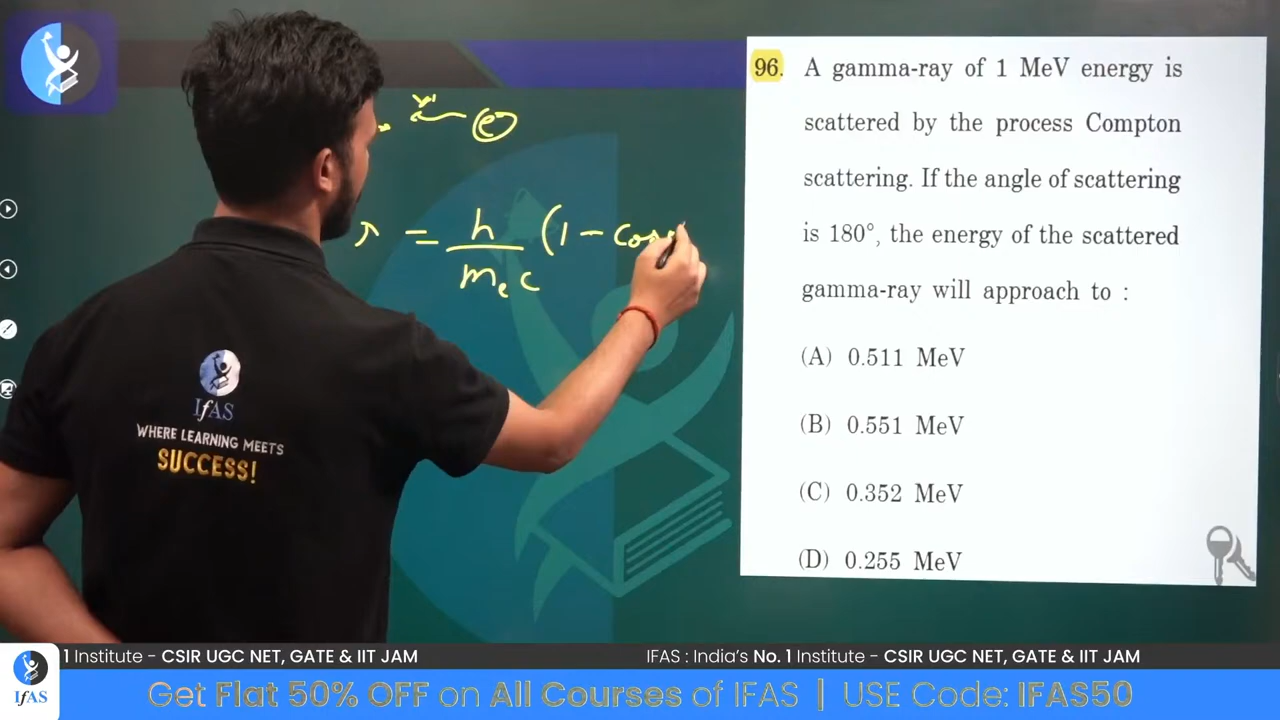 e
λ = h (1 - cos
mₑc
IfAS
WHERE LEARNING MEETS
SUCCESS!
96. A gamma-ray of 1 MeV energy is
scattered by the process Compton
scattering. If the angle of scattering
is 180°, the energy of the scattered
gamma-ray will approach to :
(A) 0.511 MeV
(B) 0.551 MeV
(C) 0.352 MeV
(D) 0.255 MeV
1 Institute - CSIR UGC NET, GATE & IIT JAM
IFAS : India's No. 1 Institute - CSIR UGC NET, GATE & IIT JAM
IfAS
Get Flat 50% OFF on All Courses of IFAS | USE Code: IFAS50